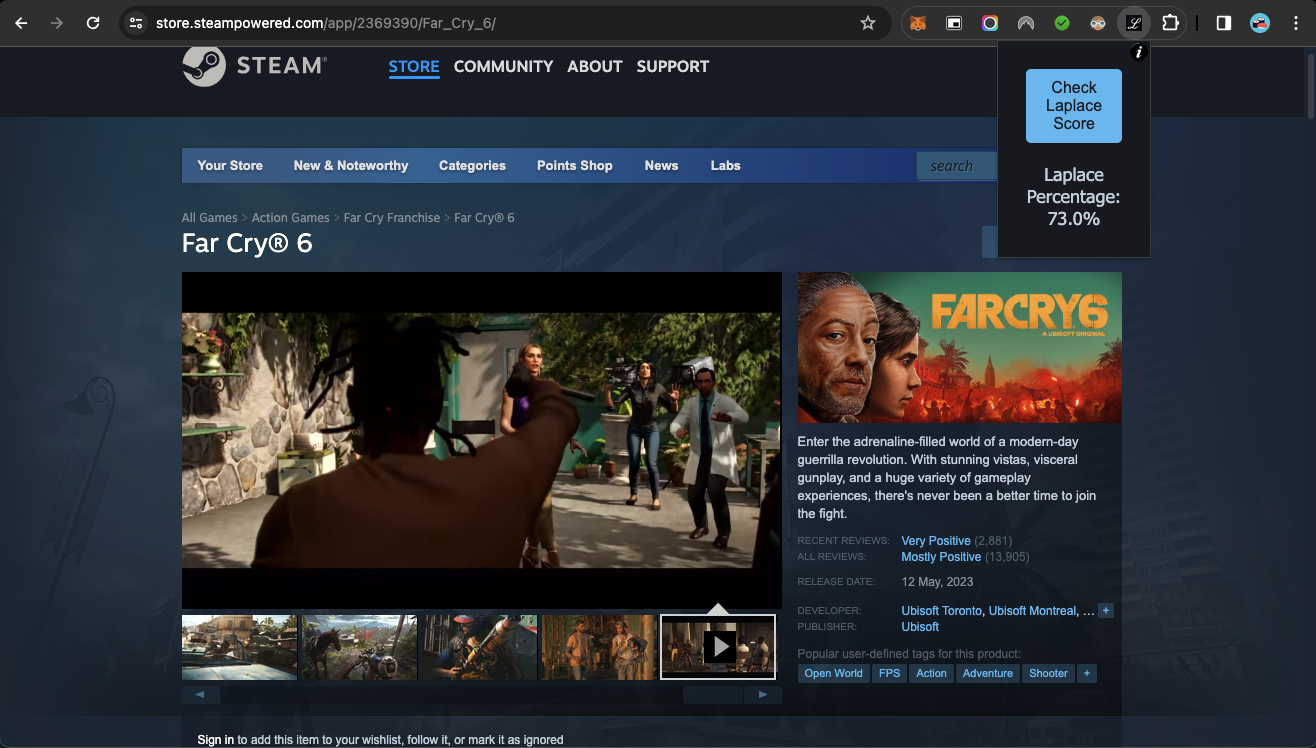 store.steampowered.com/app/2369390/Far_Cry_6/
STEAM®
STORE COMMUNITY ABOUT SUPPORT
i
Check
Laplace
Score
Laplace
Percentage:
73.0%
Your Store New & Noteworthy Categories Points Shop News Labs search
All Games > Action Games > Far Cry Franchise > Far Cry® 6
Far Cry® 6
FARCRY6
A UBISOFT ORIGINAL
Enter the adrenaline-filled world of a modern-day
guerrilla revolution. With stunning vistas, visceral
gunplay, and a huge variety of gameplay
experiences, there's never been a better time to join
the fight.
RECENT REVIEWS: Very Positive (2,881)
ALL REVIEWS: Mostly Positive (13,905)
RELEASE DATE: 12 May, 2023
DEVELOPER: Ubisoft Toronto, Ubisoft Montreal, ... +
PUBLISHER: Ubisoft
Popular user-defined tags for this product:
Open World FPS Action Adventure Shooter +
Sign in to add this item to your wishlist, follow it, or mark it as ignored